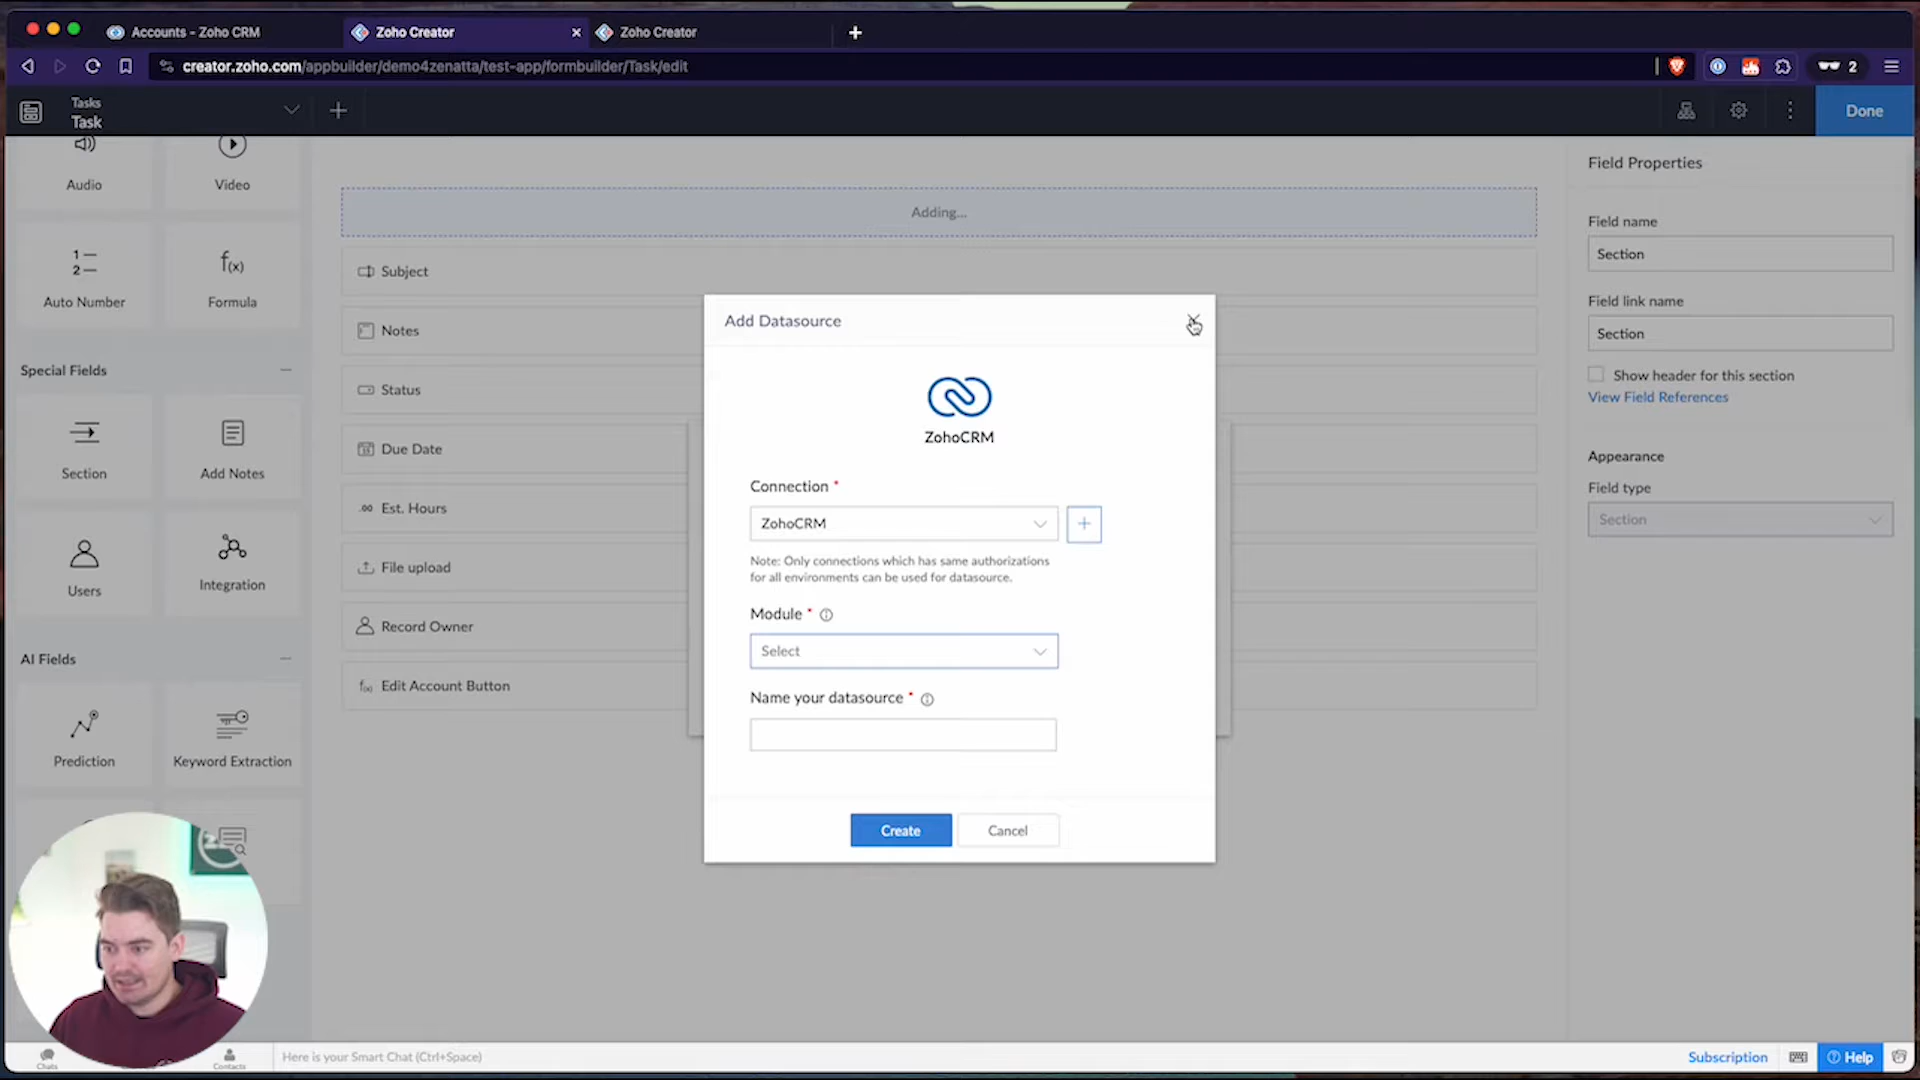 Accounts - Zoho CRM
Zoho Creator
Zoho Creator
creator.zoho.com/appbuilder/demo4zenatta/test-app/formbuilder/Task/edit
2
Tasks
Task
Done
Audio
Video
Auto Number
Formula
Special Fields
Section
Add Notes
Users
Integration
AI Fields
Prediction
Keyword Extraction
Adding...
Subject
Notes
Status
Due Date
Est. Hours
File upload
Record Owner
Edit Account Button
Add Datasource
ZohoCRM
Connection *
ZohoCRM
Note: Only connections which has same authorizations
for all environments can be used for datasource.
Module *
Select
Name your datasource *
Create
Cancel
Field Properties
Field name
Section
Field link name
Section
Show header for this section
View Field References
Appearance
Field type
Section
Chats
Contacts
Here is your Smart Chat (Ctrl+Space)
Subscription
Help